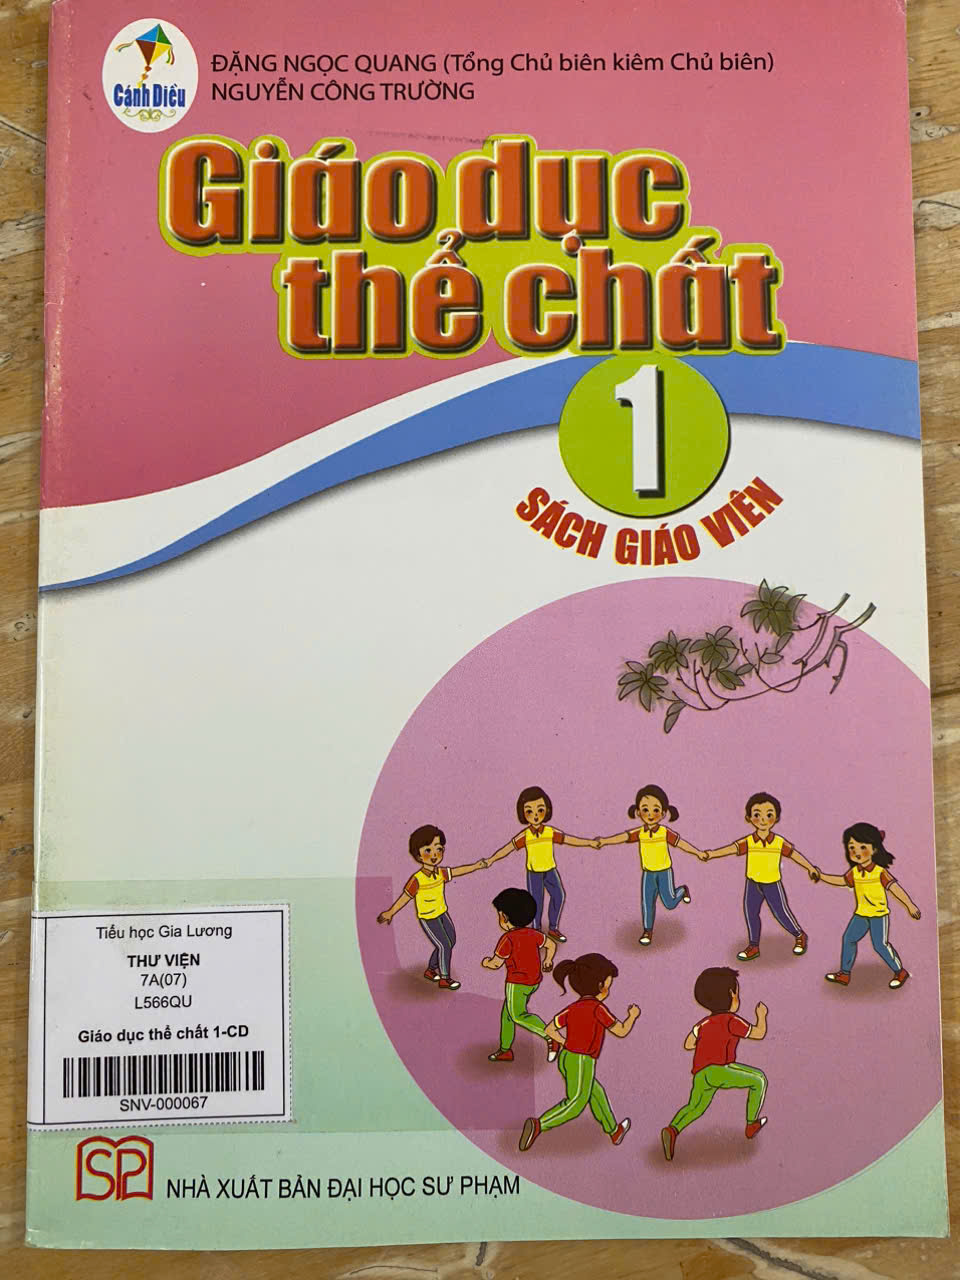 Cánh Diều
ĐẶNG NGỌC QUANG (Tổng Chủ biên kiêm Chủ biên)
NGUYỄN CÔNG TRƯỜNG
Giáo dục
thể chất
1
SÁCH GIÁO VIÊN
Tiểu học Gia Lương
THƯ VIỆN
7A(07)
L566QU
Giáo dục thể chất 1-CD
SNV-000067
SP
NHÀ XUẤT BẢN ĐẠI HỌC SƯ PHẠM